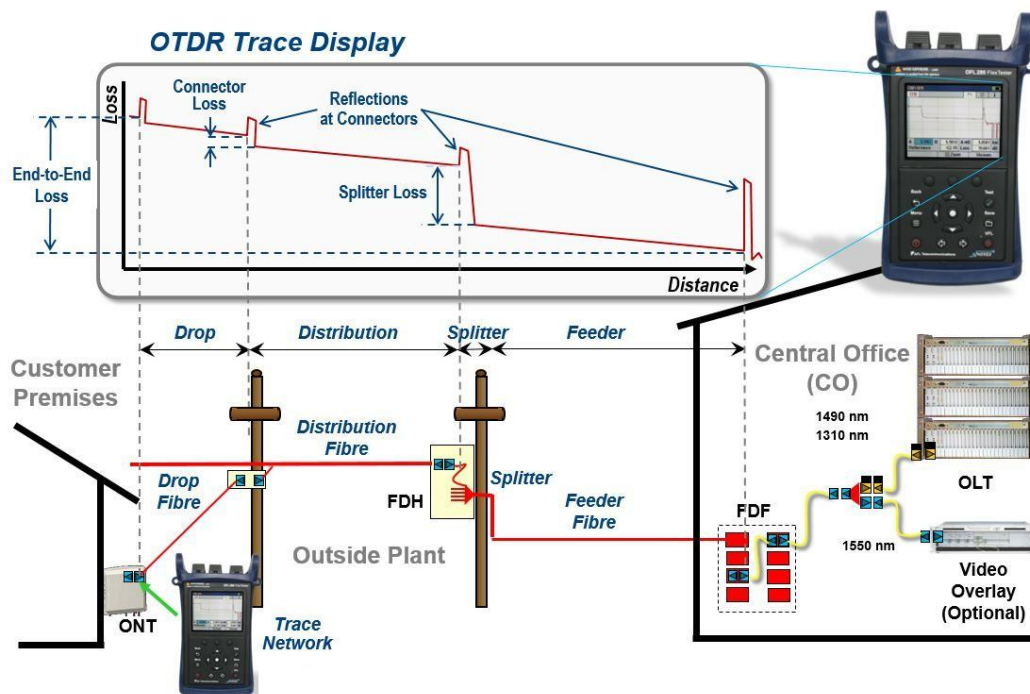 OTDR Trace Display
Loss
Connector
Loss
Reflections
at Connectors
End-to-End
Loss
Splitter Loss
Distance
Drop
Distribution
Splitter
Feeder
Customer
Premises
Central Office
(CO)
1490 nm
1310 nm
Distribution
Fibre
Drop
Fibre
FDH
Splitter
Feeder
Fibre
FDF
OLT
1550 nm
Outside Plant
Video
Overlay
(Optional)
ONT
Trace
Network
OFL280 FlexTester
Back
Test
Menu
Save